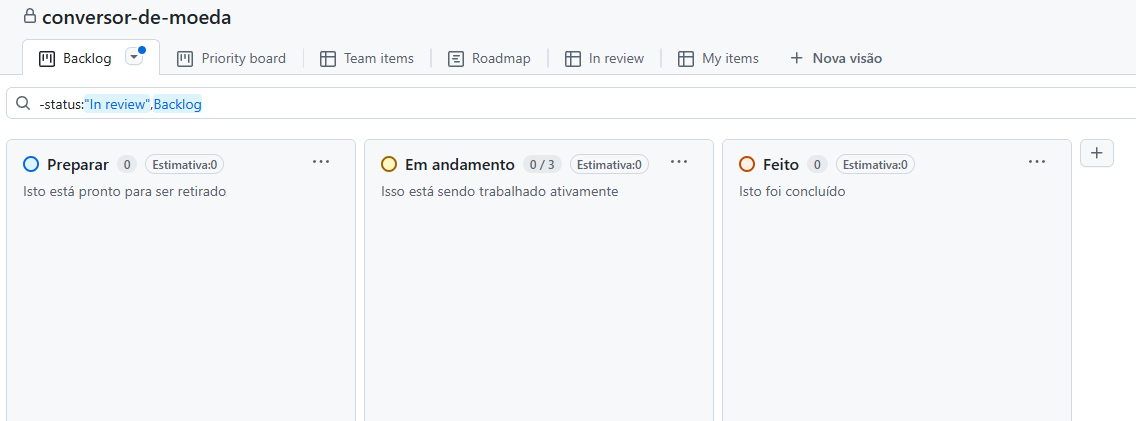 conversor-de-moeda
Backlog Priority board Team items Roadmap In review My items Nova visão
-status:"In review",Backlog
Preparar 0 Estimativa:0
Isto está pronto para ser retirado
Em andamento 0 / 3 Estimativa:0
Isso está sendo trabalhado ativamente
Feito 0 Estimativa:0
Isto foi concluído